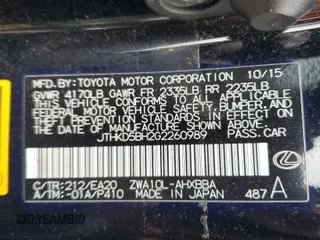 MFD.BY:TOYOTA MOTOR CORPORATION 10/15
GVWR 4170LB GAWR FR 2335LB RR 2235LB
THIS VEHICLE CONFORMS TO ALL APPLICABLE
FEDERAL MOTOR VEHICLE SAFETY, BUMPER, AND
THEFT PREVENTION STANDARDS IN EFFECT ON THE
DATE OF MANUFACTURE SHOWN ABOVE.
JTHKD5BH2G2260989 PASS.CAR
C/TR:212/EA20 ZWA10L-AHXBBA
A/TM:-01A/P410 MADE IN JAPAN 487 A
DREAMBID